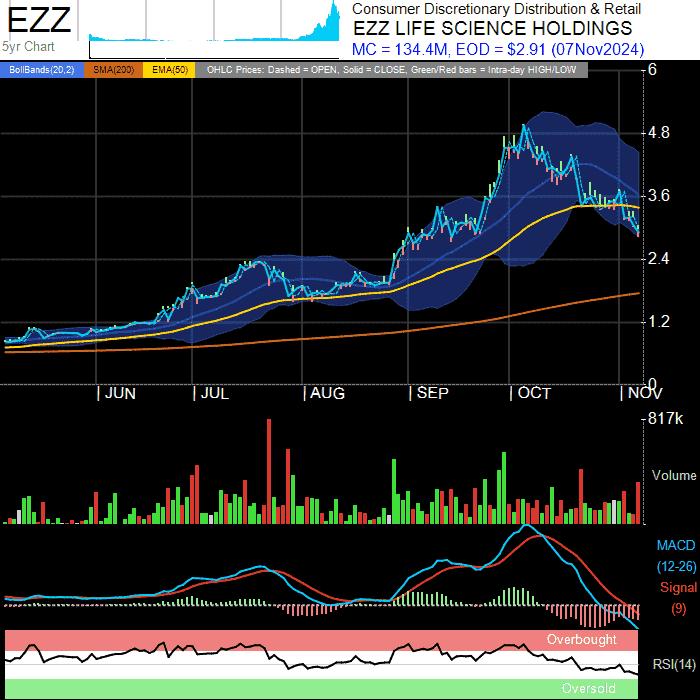 EZZ
5yr Chart
Consumer Discretionary Distribution & Retail
EZZ LIFE SCIENCE HOLDINGS
MC = 134.4M, EOD = $2.91 (07Nov2024)
BollBands(20,2) SMA(200) EMA(50) OHLC Prices: Dashed = OPEN, Solid = CLOSE, Green/Red bars = Intra-day HIGH/LOW
6
4.8
3.6
2.4
1.2
0
JUN JUL AUG SEP OCT NOV
817k
Volume
MACD
(12-26)
Signal
(9)
Overbought
RSI(14)
Oversold